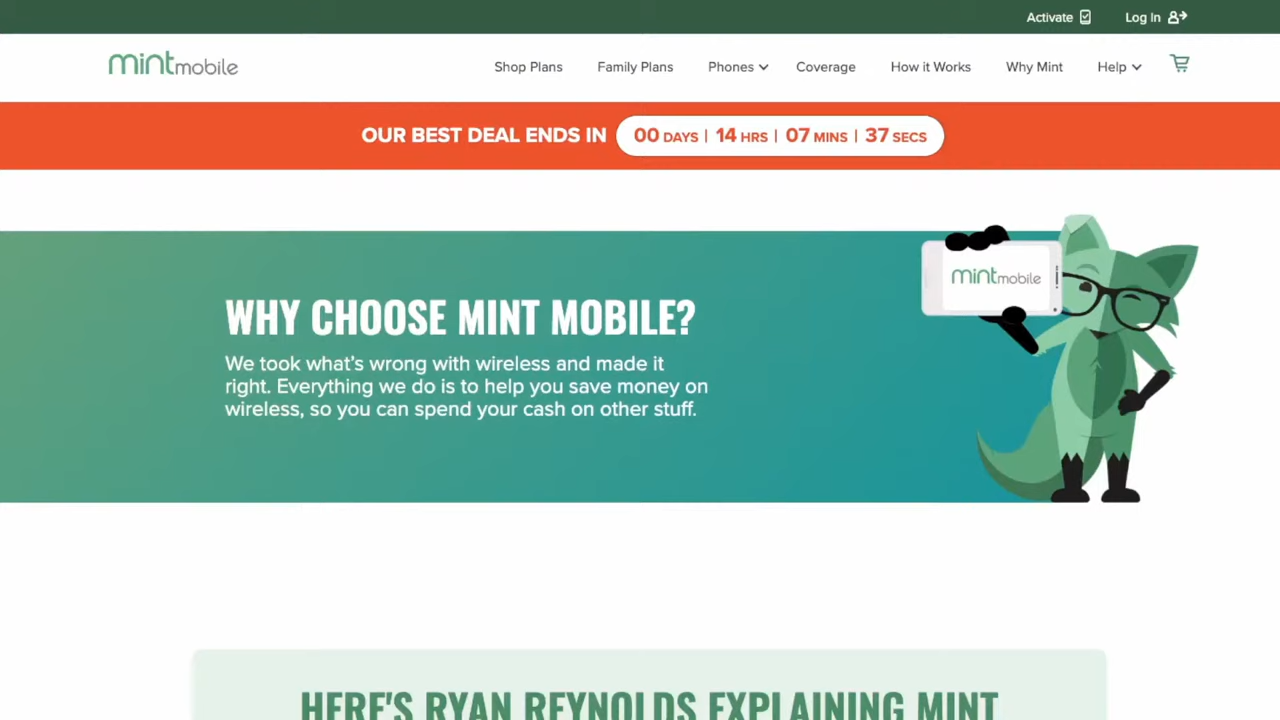 Activate Log In
mintmobile Shop Plans Family Plans Phones Coverage How it Works Why Mint Help
OUR BEST DEAL ENDS IN 00 DAYS | 14 HRS | 07 MINS | 37 SECS
mintmobile
WHY CHOOSE MINT MOBILE?
We took what's wrong with wireless and made it
right. Everything we do is to help you save money on
wireless, so you can spend your cash on other stuff.
HERE'S RYAN REYNOLDS EXPLAINING MINT